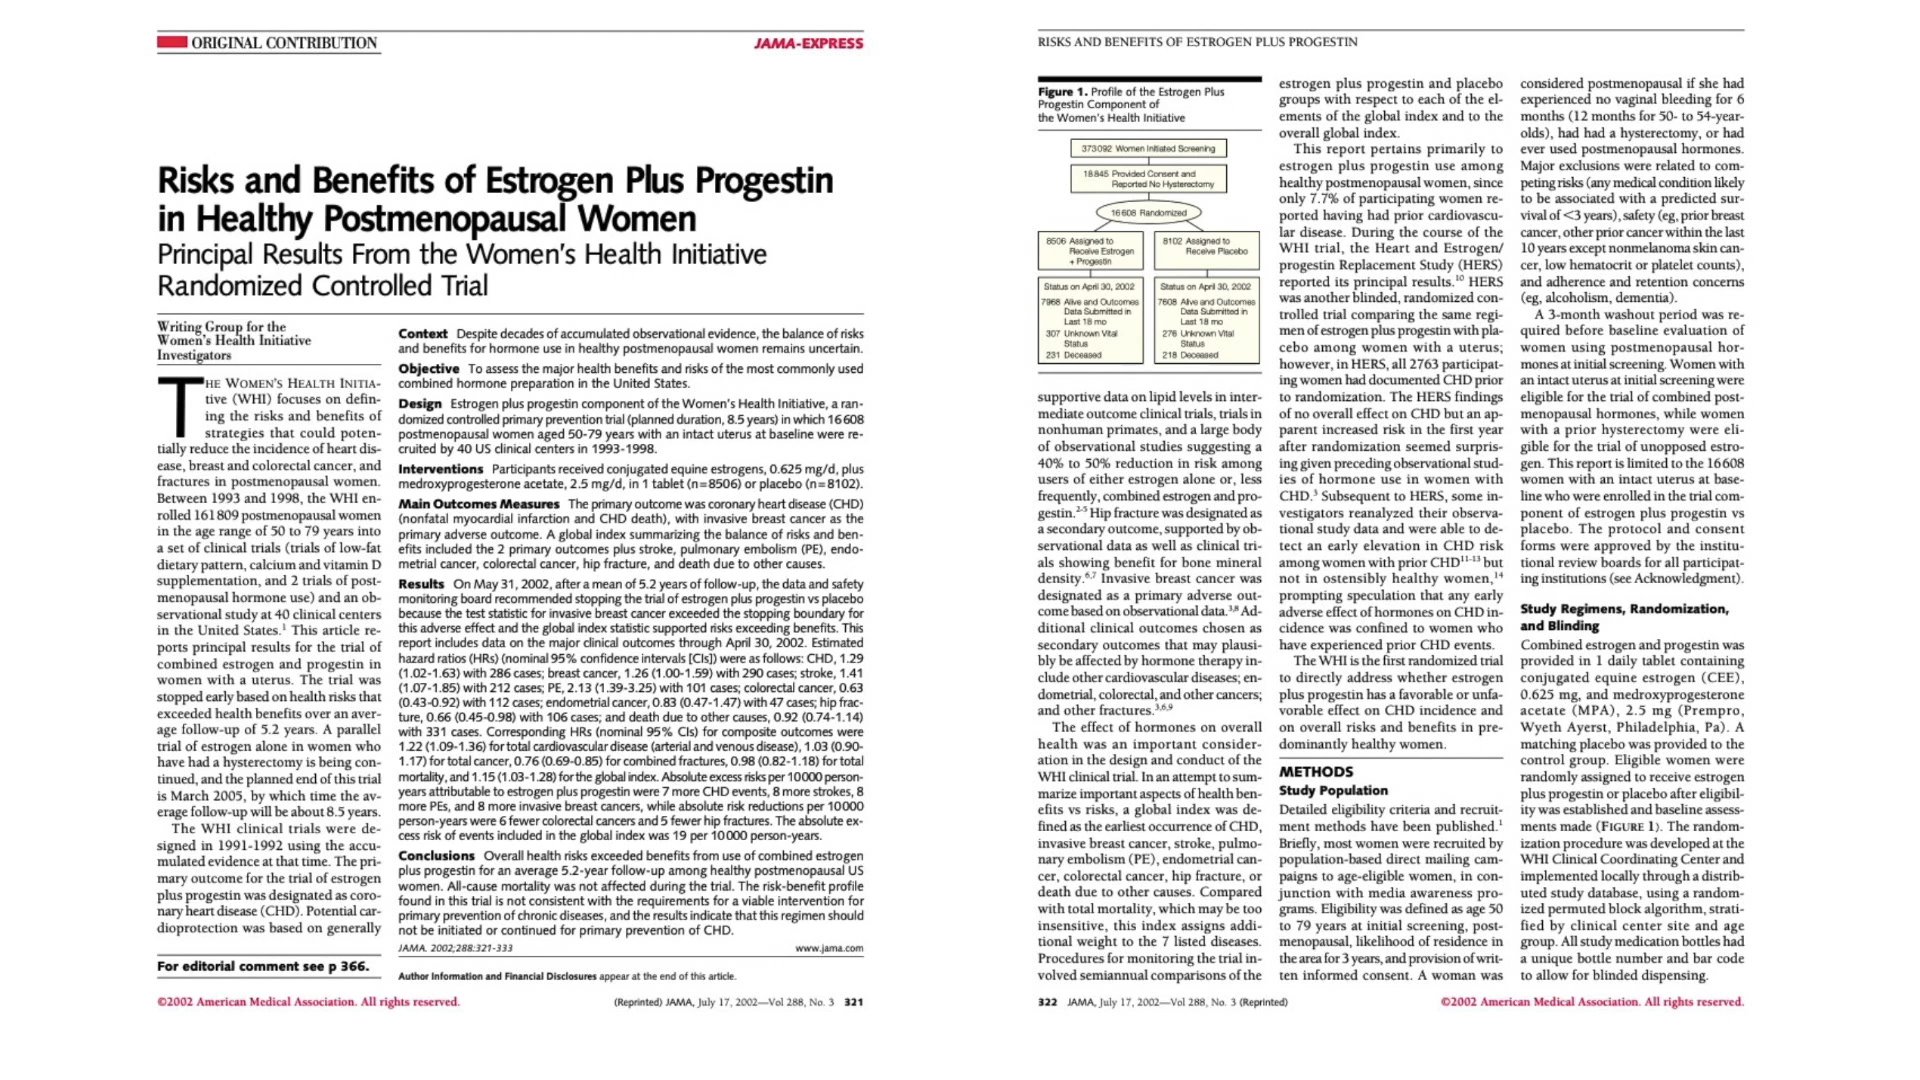 ORIGINAL CONTRIBUTION
JAMA-EXPRESS
Risks and Benefits of Estrogen Plus Progestin
in Healthy Postmenopausal Women
Principal Results From the Women's Health Initiative
Randomized Controlled Trial
Writing Group for the
Women's Health Initiative
Investigators
THE WOMEN'S HEALTH INITIA-
tive (WHI) focuses on defin-
ing the risks and benefits of
strategies that could poten-
tially reduce the incidence of heart dis-
ease, breast and colorectal cancer, and
fractures in postmenopausal women.
Between 1993 and 1998, the WHI en-
rolled 161 809 postmenopausal women
in the age range of 50 to 79 years into
a set of clinical trials (trials of low-fat
dietary pattern, calcium and vitamin D
supplementation, and 2 trials of post-
menopausal hormone use) and an ob-
servational study at 40 clinical centers
in the United States.1 This article re-
ports principal results for the trial of
combined estrogen and progestin in
women with a uterus. The trial was
stopped early based on health risks that
exceeded health benefits over an aver-
age follow-up of 5.2 years. A parallel
trial of estrogen alone in women who
have had a hysterectomy is being con-
tinued, and the planned end of this trial
is March 2005, by which time the av-
erage follow-up will be about 8.5 years.
The WHI clinical trials were de-
signed in 1991-1992 using the accu-
mulated evidence at that time. The pri-
mary outcome for the trial of estrogen
plus progestin was designated as coro-
nary heart disease (CHD). Potential car-
dioprotection was based on generally
For editorial comment see p 366.
Context Despite decades of accumulated observational evidence, the balance of risks
and benefits for hormone use in healthy postmenopausal women remains uncertain.
Objective To assess the major health benefits and risks of the most commonly used
combined hormone preparation in the United States.
Design Estrogen plus progestin component of the Women's Health Initiative, a ran-
domized controlled primary prevention trial (planned duration, 8.5 years) in which 16 608
postmenopausal women aged 50-79 years with an intact uterus at baseline were re-
cruited by 40 US clinical centers in 1993-1998.
Interventions Participants received conjugated equine estrogens, 0.625 mg/d, plus
medroxyprogesterone acetate, 2.5 mg/d, in 1 tablet (n=8506) or placebo (n=8102).
Main Outcomes Measures The primary outcome was coronary heart disease (CHD)
(nonfatal myocardial infarction and CHD death), with invasive breast cancer as the
primary adverse outcome. A global index summarizing the balance of risks and ben-
efits included the 2 primary outcomes plus stroke, pulmonary embolism (PE), endo-
metrial cancer, colorectal cancer, hip fracture, and death due to other causes.
Results On May 31, 2002, after a mean of 5.2 years of follow-up, the data and safety
monitoring board recommended stopping the trial of estrogen plus progestin vs placebo
because the test statistic for invasive breast cancer exceeded the stopping boundary for
this adverse effect and the global index statistic supported risks exceeding benefits. This
report includes data on the major clinical outcomes through April 30, 2002. Estimated
hazard ratios (HRs) (nominal 95% confidence intervals [CIs]) were as follows: CHD, 1.29
(1.02-1.63) with 286 cases; breast cancer, 1.26 (1.00-1.59) with 290 cases; stroke, 1.41
(1.07-1.85) with 212 cases; PE, 2.13 (1.39-3.25) with 101 cases; colorectal cancer, 0.63
(0.43-0.92) with 112 cases; endometrial cancer, 0.83 (0.47-1.47) with 47 cases; hip frac-
ture, 0.66 (0.45-0.98) with 106 cases; and death due to other causes, 0.92 (0.74-1.14)
with 331 cases. Corresponding HRs (nominal 95% CIs) for composite outcomes were
1.22 (1.09-1.36) for total cardiovascular disease (arterial and venous disease), 1.03 (0.90-
1.17) for total cancer, 0.76 (0.69-0.85) for combined fractures, 0.98 (0.82-1.18) for total
mortality, and 1.15 (1.03-1.28) for the global index. Absolute excess risks per 10 000 person-
years attributable to estrogen plus progestin were 7 more CHD events, 8 more strokes, 8
more PEs, and 8 more invasive breast cancers, while absolute risk reductions per 10 000
person-years were 6 fewer colorectal cancers and 5 fewer hip fractures. The absolute ex-
cess risk of events included in the global index was 19 per 10 000 person-years.
Conclusions Overall health risks exceeded benefits from use of combined estrogen
plus progestin for an average 5.2-year follow-up among healthy postmenopausal US
women. All-cause mortality was not affected during the trial. The risk-benefit profile
found in this trial is not consistent with the requirements for a viable intervention for
primary prevention of chronic diseases, and the results indicate that this regimen should
not be initiated or continued for primary prevention of CHD.
JAMA. 2002;288:321-333
www.jama.com
Author Information and Financial Disclosures appear at the end of this article.
©2002 American Medical Association. All rights reserved.
(Reprinted) JAMA, July 17, 2002—Vol 288, No. 3 321
RISKS AND BENEFITS OF ESTROGEN PLUS PROGESTIN
Figure 1. Profile of the Estrogen Plus
Progestin Component of
the Women's Health Initiative
373 092 Women Initiated Screening
18 845 Provided Consent and
Reported No Hysterectomy
16 608 Randomized
8506 Assigned to
Receive Estrogen
+ Progestin
8102 Assigned to
Receive Placebo
Status on April 30, 2002
7968 Alive and Outcomes
Data Submitted in
Last 18 mo
307 Unknown Vital
Status
231 Deceased
Status on April 30, 2002
7608 Alive and Outcomes
Data Submitted in
Last 18 mo
276 Unknown Vital
Status
218 Deceased
supportive data on lipid levels in inter-
mediate outcome clinical trials, trials in
nonhuman primates, and a large body
of observational studies suggesting a
40% to 50% reduction in risk among
users of either estrogen alone or, less
frequently, combined estrogen and pro-
gestin.2-5 Hip fracture was designated as
a secondary outcome, supported by ob-
servational data as well as clinical tri-
als showing benefit for bone mineral
density.6,7 Invasive breast cancer was
designated as a primary adverse out-
come based on observational data.3,8 Ad-
ditional clinical outcomes chosen as
secondary outcomes that may plausi-
bly be affected by hormone therapy in-
clude other cardiovascular diseases; en-
dometrial, colorectal, and other cancers;
and other fractures.3,6,9
The effect of hormones on overall
health was an important consider-
ation in the design and conduct of the
WHI clinical trial. In an attempt to sum-
marize important aspects of health ben-
efits vs risks, a global index was de-
fined as the earliest occurrence of CHD,
invasive breast cancer, stroke, pulmo-
nary embolism (PE), endometrial can-
cer, colorectal cancer, hip fracture, or
death due to other causes. Compared
with total mortality, which may be too
insensitive, this index assigns addi-
tional weight to the 7 listed diseases.
Procedures for monitoring the trial in-
volved semiannual comparisons of the
estrogen plus progestin and placebo
groups with respect to each of the el-
ements of the global index and to the
overall global index.
This report pertains primarily to
estrogen plus progestin use among
healthy postmenopausal women, since
only 7.7% of participating women re-
ported having had prior cardiovascu-
lar disease. During the course of the
WHI trial, the Heart and Estrogen/
progestin Replacement Study (HERS)
reported its principal results.10 HERS
was another blinded, randomized con-
trolled trial comparing the same regi-
men of estrogen plus progestin with pla-
cebo among women with a uterus;
however, in HERS, all 2763 participat-
ing women had documented CHD prior
to randomization. The HERS findings
of no overall effect on CHD but an ap-
parent increased risk in the first year
after randomization seemed surpris-
ing given preceding observational stud-
ies of hormone use in women with
CHD.3 Subsequent to HERS, some in-
vestigators reanalyzed their observa-
tional study data and were able to de-
tect an early elevation in CHD risk
among women with prior CHD11-13 but
not in ostensibly healthy women,14
prompting speculation that any early
adverse effect of hormones on CHD in-
cidence was confined to women who
have experienced prior CHD events.
The WHI is the first randomized trial
to directly address whether estrogen
plus progestin has a favorable or unfa-
vorable effect on CHD incidence and
on overall risks and benefits in pre-
dominantly healthy women.
METHODS
Study Population
Detailed eligibility criteria and recruit-
ment methods have been published.1
Briefly, most women were recruited by
population-based direct mailing cam-
paigns to age-eligible women, in con-
junction with media awareness pro-
grams. Eligibility was defined as age 50
to 79 years at initial screening, post-
menopausal, likelihood of residence in
the area for 3 years, and provision of writ-
ten informed consent. A woman was
considered postmenopausal if she had
experienced no vaginal bleeding for 6
months (12 months for 50- to 54-year-
olds), had had a hysterectomy, or had
ever used postmenopausal hormones.
Major exclusions were related to com-
peting risks (any medical condition likely
to be associated with a predicted sur-
vival of <3 years), safety (eg, prior breast
cancer, other prior cancer within the last
10 years except nonmelanoma skin can-
cer, low hematocrit or platelet counts),
and adherence and retention concerns
(eg, alcoholism, dementia).
A 3-month washout period was re-
quired before baseline evaluation of
women using postmenopausal hor-
mones at initial screening. Women with
an intact uterus at initial screening were
eligible for the trial of combined post-
menopausal hormones, while women
with a prior hysterectomy were eli-
gible for the trial of unopposed estro-
gen. This report is limited to the 16 608
women with an intact uterus at base-
line who were enrolled in the trial com-
ponent of estrogen plus progestin vs
placebo. The protocol and consent
forms were approved by the institu-
tional review boards for all participat-
ing institutions (see Acknowledgment).
Study Regimens, Randomization,
and Blinding
Combined estrogen and progestin was
provided in 1 daily tablet containing
conjugated equine estrogen (CEE),
0.625 mg, and medroxyprogesterone
acetate (MPA), 2.5 mg (Prempro,
Wyeth Ayerst, Philadelphia, Pa). A
matching placebo was provided to the
control group. Eligible women were
randomly assigned to receive estrogen
plus progestin or placebo after eligibil-
ity was established and baseline assess-
ments made (FIGURE 1). The random-
ization procedure was developed at the
WHI Clinical Coordinating Center and
implemented locally through a distrib-
uted study database, using a random-
ized permuted block algorithm, strati-
fied by clinical center site and age
group. All study medication bottles had
a unique bottle number and bar code
to allow for blinded dispensing.
322 JAMA, July 17, 2002—Vol 288, No. 3 (Reprinted)
©2002 American Medical Association. All rights reserved.